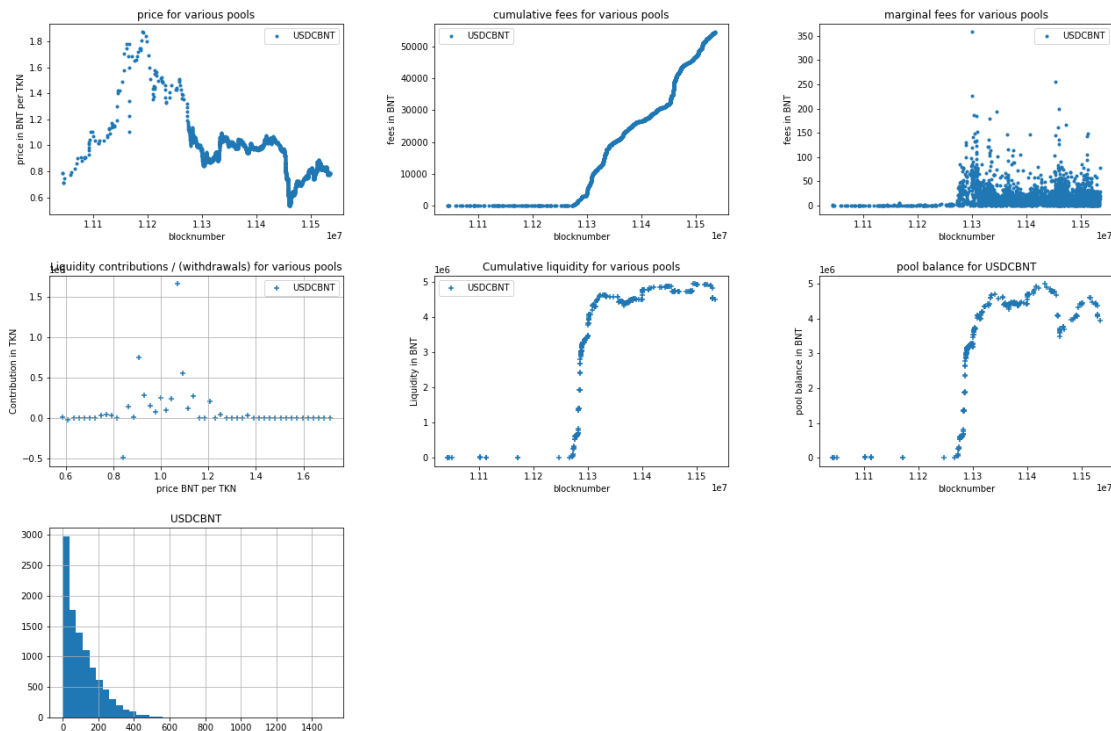 price for various pools
USDCBNT
price in BNT per TKN
1.8
1.6
1.4
1.2
1.0
0.8
0.6
1.11
1.12
1.13
1.14
1.15
1e7
blocknumber
cumulative fees for various pools
USDCBNT
fees in BNT
50000
40000
30000
20000
10000
0
1.11
1.12
1.13
1.14
1.15
1e7
blocknumber
marginal fees for various pools
USDCBNT
fees in BNT
350
300
250
200
150
100
50
0
1.11
1.12
1.13
1.14
1.15
1e7
blocknumber
Liquidity contributions / (withdrawals) for various pools
USDCBNT
Contribution in TKN
1.5
1.0
0.5
0.0
−0.5
0.6
0.8
1.0
1.2
1.4
1.6
price BNT per TKN
Cumulative liquidity for various pools
1e6
USDCBNT
Liquidity in BNT
5
4
3
2
1
0
1.11
1.12
1.13
1.14
1.15
1e7
blocknumber
pool balance for USDCBNT
1e6
pool balance in BNT
5
4
3
2
1
0
1.11
1.12
1.13
1.14
1.15
1e7
blocknumber
USDCBNT
3000
2500
2000
1500
1000
500
0
0
200
400
600
800
1000
1200
1400